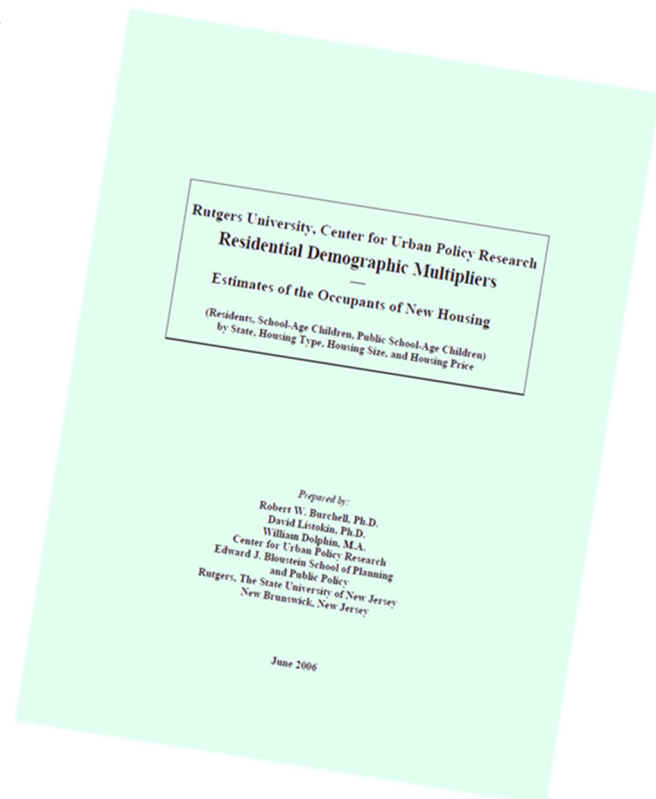 Rutgers University, Center for Urban Policy Research
Residential Demographic Multipliers
—
Estimates of the Occupants of New Housing
(Residents, School-Age Children, Public School-Age Children)
by State, Housing Type, Housing Size, and Housing Price
Prepared by:
Robert W. Burchell, Ph.D.
David Listokin, Ph.D.
William Dolphin, M.A.
Center for Urban Policy Research
Edward J. Bloustein School of Planning
and Public Policy
Rutgers, The State University of New Jersey
New Brunswick, New Jersey
June 2006